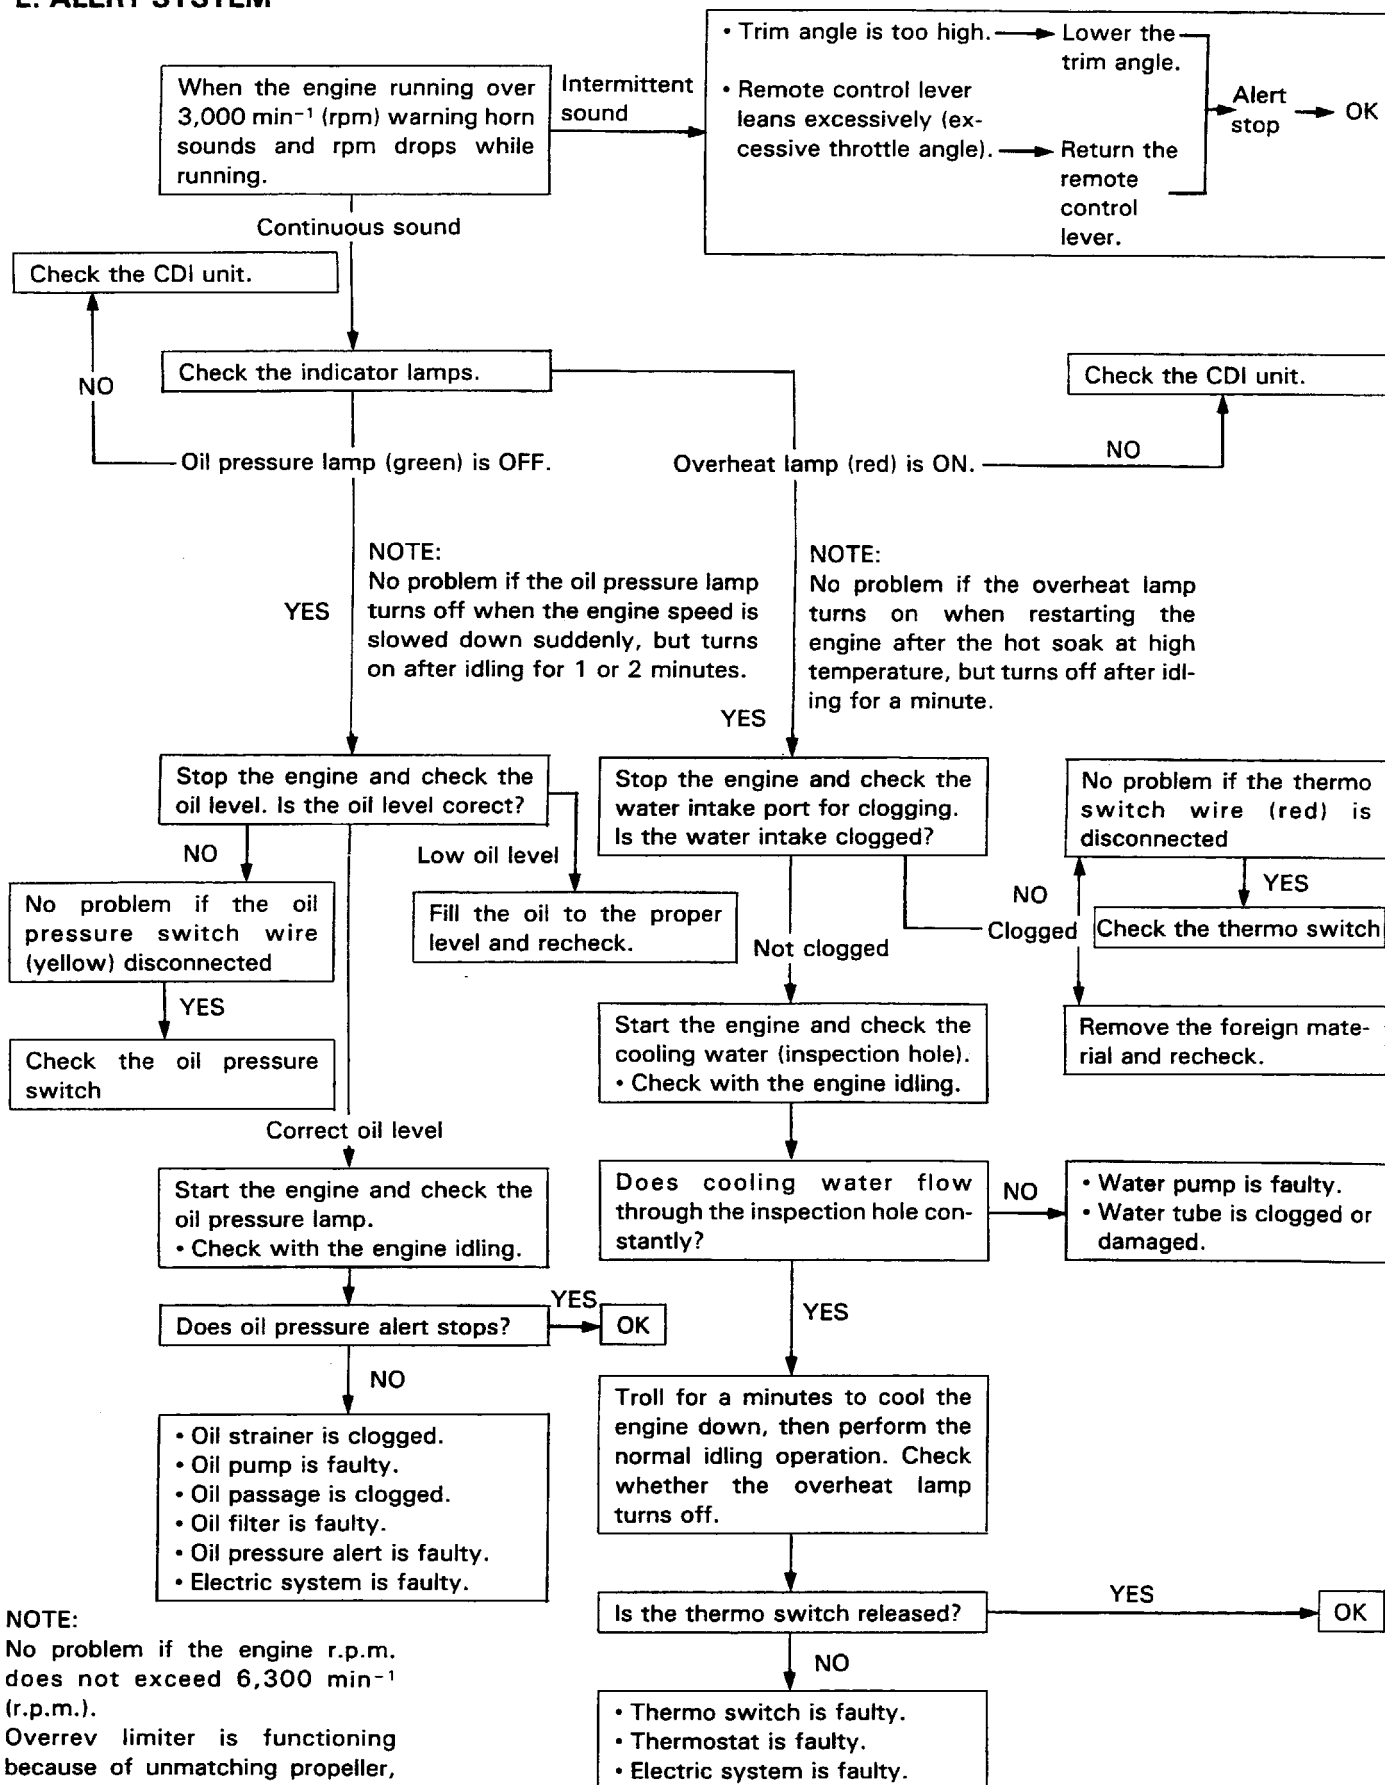 E. ALERT SYSTEM
When the engine running over
3,000 min⁻¹ (rpm) warning horn
sounds and rpm drops while
running.
Intermittent
sound
• Trim angle is too high.
Lower the
trim angle.
• Remote control lever
leans excessively (ex-
cessive throttle angle).
Return the
remote
control
lever.
Alert
stop
OK
Continuous sound
Check the CDI unit.
NO
Check the indicator lamps.
Check the CDI unit.
NO
Oil pressure lamp (green) is OFF.
Overheat lamp (red) is ON.
YES
NOTE:
No problem if the oil pressure lamp
turns off when the engine speed is
slowed down suddenly, but turns
on after idling for 1 or 2 minutes.
NOTE:
No problem if the overheat lamp
turns on when restarting the
engine after the hot soak at high
temperature, but turns off after idl-
ing for a minute.
YES
Stop the engine and check the
oil level. Is the oil level corect?
NO
Low oil level
No problem if the oil
pressure switch wire
(yellow) disconnected
Fill the oil to the proper
level and recheck.
YES
Check the oil pressure
switch
Stop the engine and check the
water intake port for clogging.
Is the water intake clogged?
No problem if the thermo
switch wire (red) is
disconnected
NO
YES
Clogged
Check the thermo switch
Not clogged
Start the engine and check the
cooling water (inspection hole).
• Check with the engine idling.
Remove the foreign mate-
rial and recheck.
Correct oil level
Start the engine and check the
oil pressure lamp.
• Check with the engine idling.
Does cooling water flow
through the inspection hole con-
stantly?
NO
• Water pump is faulty.
• Water tube is clogged or
damaged.
Does oil pressure alert stops?
YES
OK
YES
NO
• Oil strainer is clogged.
• Oil pump is faulty.
• Oil passage is clogged.
• Oil filter is faulty.
• Oil pressure alert is faulty.
• Electric system is faulty.
Troll for a minutes to cool the
engine down, then perform the
normal idling operation. Check
whether the overheat lamp
turns off.
Is the thermo switch released?
YES
OK
NO
• Thermo switch is faulty.
• Thermostat is faulty.
• Electric system is faulty.
NOTE:
No problem if the engine r.p.m.
does not exceed 6,300 min⁻¹
(r.p.m.).
Overrev limiter is functioning
because of unmatching propeller,